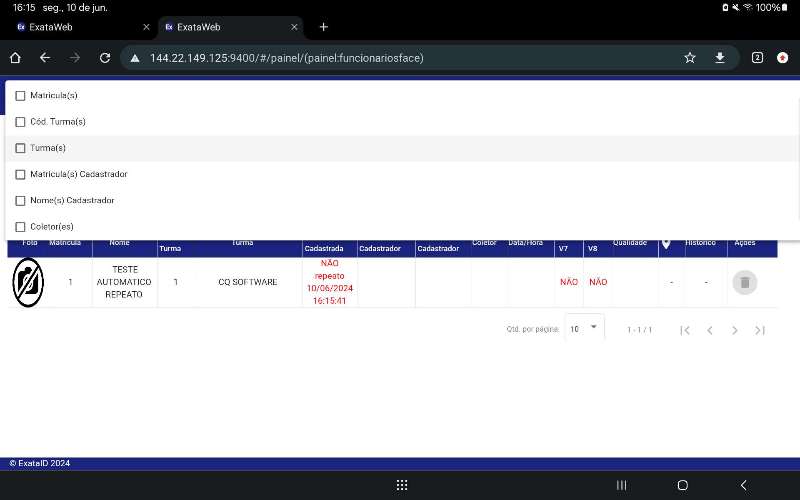 16:15 seg., 10 de jun.
100%
ExataWeb
ExataWeb
144.22.149.125:9400/#/painel/(painel:funcionariosface)
2
Matricula(s)
Cód. Turma(s)
Turma(s)
Matricula(s) Cadastrador
Nome(s) Cadastrador
Coletor(es)
Foto Matrícula Nome Turma Turma Cadastrada Cadastrador Cadastrador Coletor Data/Hora V7 V8 Qualidade Histórico Ações
TESTE
AUTOMATICO
REPEATO
1
1
CQ SOFTWARE
NÃO
repeato
10/06/2024
16:15:41
NÃO
NÃO
-
-
Qtd. por página: 10 1 - 1 / 1
© ExataID 2024